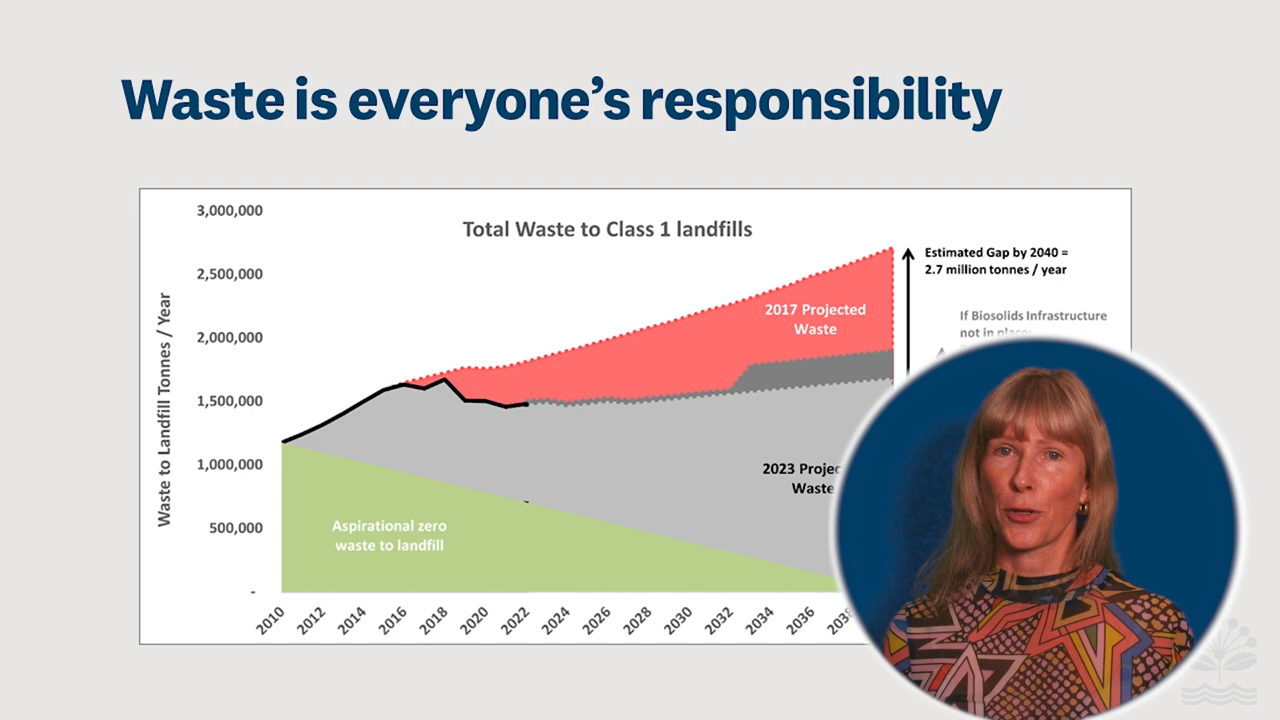 Waste is everyone's responsibility
Total Waste to Class 1 landfills
Waste to Landfill Tonnes / Year
3,000,000
2,500,000
2,000,000
1,500,000
1,000,000
500,000
-
Estimated Gap by 2040 =
2.7 million tonnes / year
If Biosolids Infrastructure
not in
2017 Projected
Waste
2023
Waste
Aspirational zero
waste to landfill
2010
2012
2014
2016
2018
2020
2022
2024
2026
2028
2030
2032
2034
2036